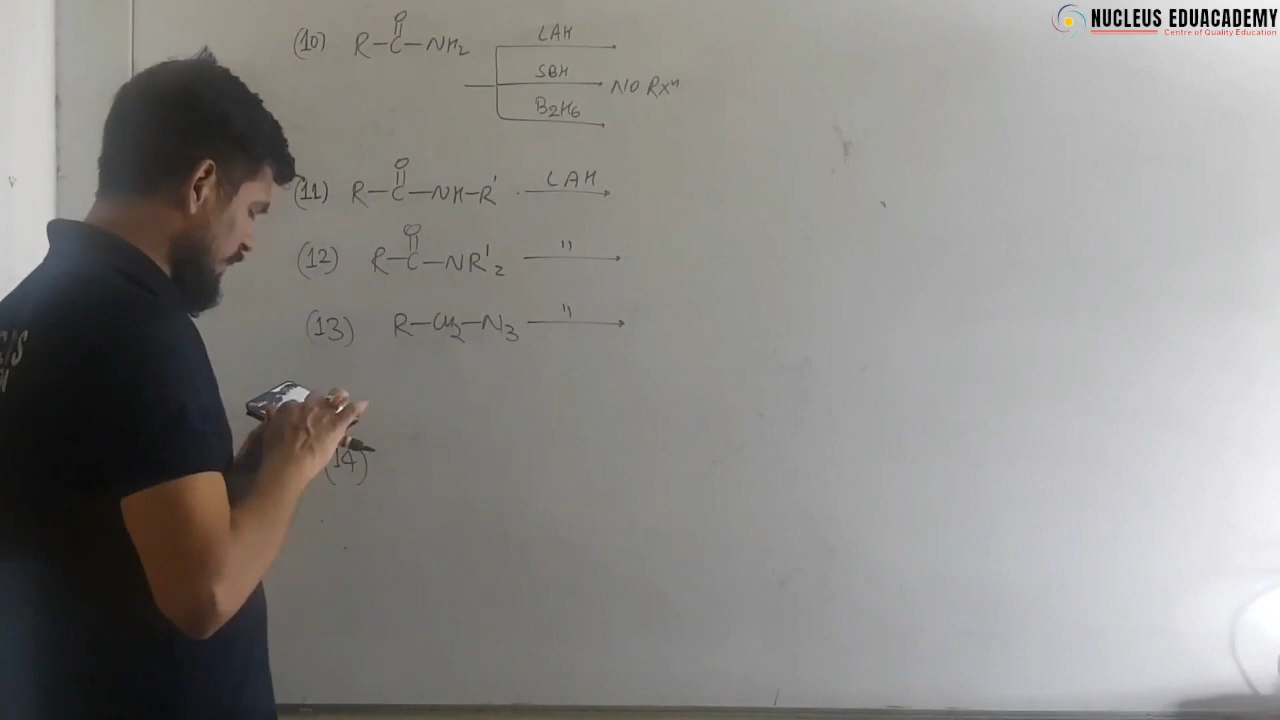 NUCLEUS EDUACADEMY
Centre of Quality Education
(10) R-C(=O)-NH2 LAH
SBH NO Rxn
B2H6
(11) R-C(=O)-NH-R' LAH
(12) R-C(=O)-NR'2 "
(13) R-CH2-N3 "
(14)